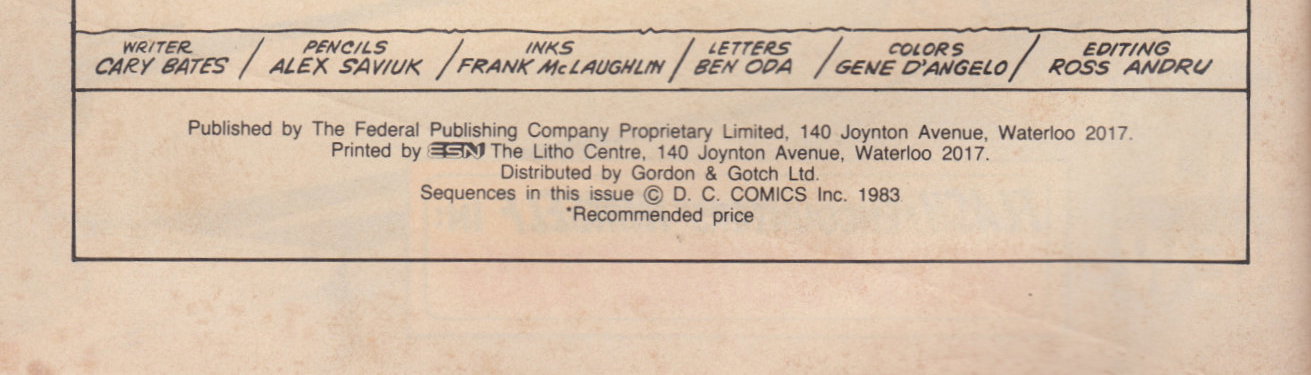 WRITER / PENCILS / INKS / LETTERS / COLORS / EDITING
CARY BATES / ALEX SAVIUK / FRANK McLAUGHLIN / BEN ODA / GENE D'ANGELO / ROSS ANDRU
Published by The Federal Publishing Company Proprietary Limited, 140 Joynton Avenue, Waterloo 2017.
Printed by ESN The Litho Centre, 140 Joynton Avenue, Waterloo 2017.
Distributed by Gordon & Gotch Ltd.
Sequences in this issue © D. C. COMICS Inc. 1983
*Recommended price